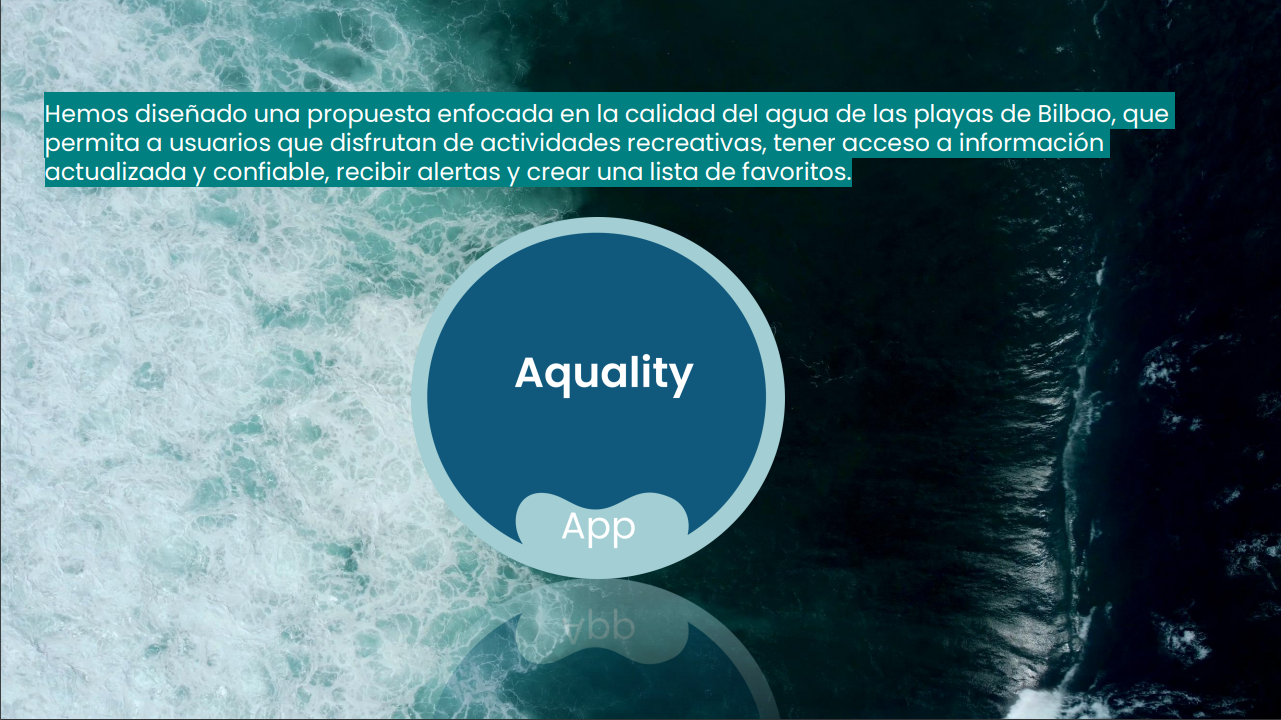 Hemos diseñado una propuesta enfocada en la calidad del agua de las playas de Bilbao, que
permita a usuarios que disfrutan de actividades recreativas, tener acceso a información
actualizada y confiable, recibir alertas y crear una lista de favoritos.
Aquality
App